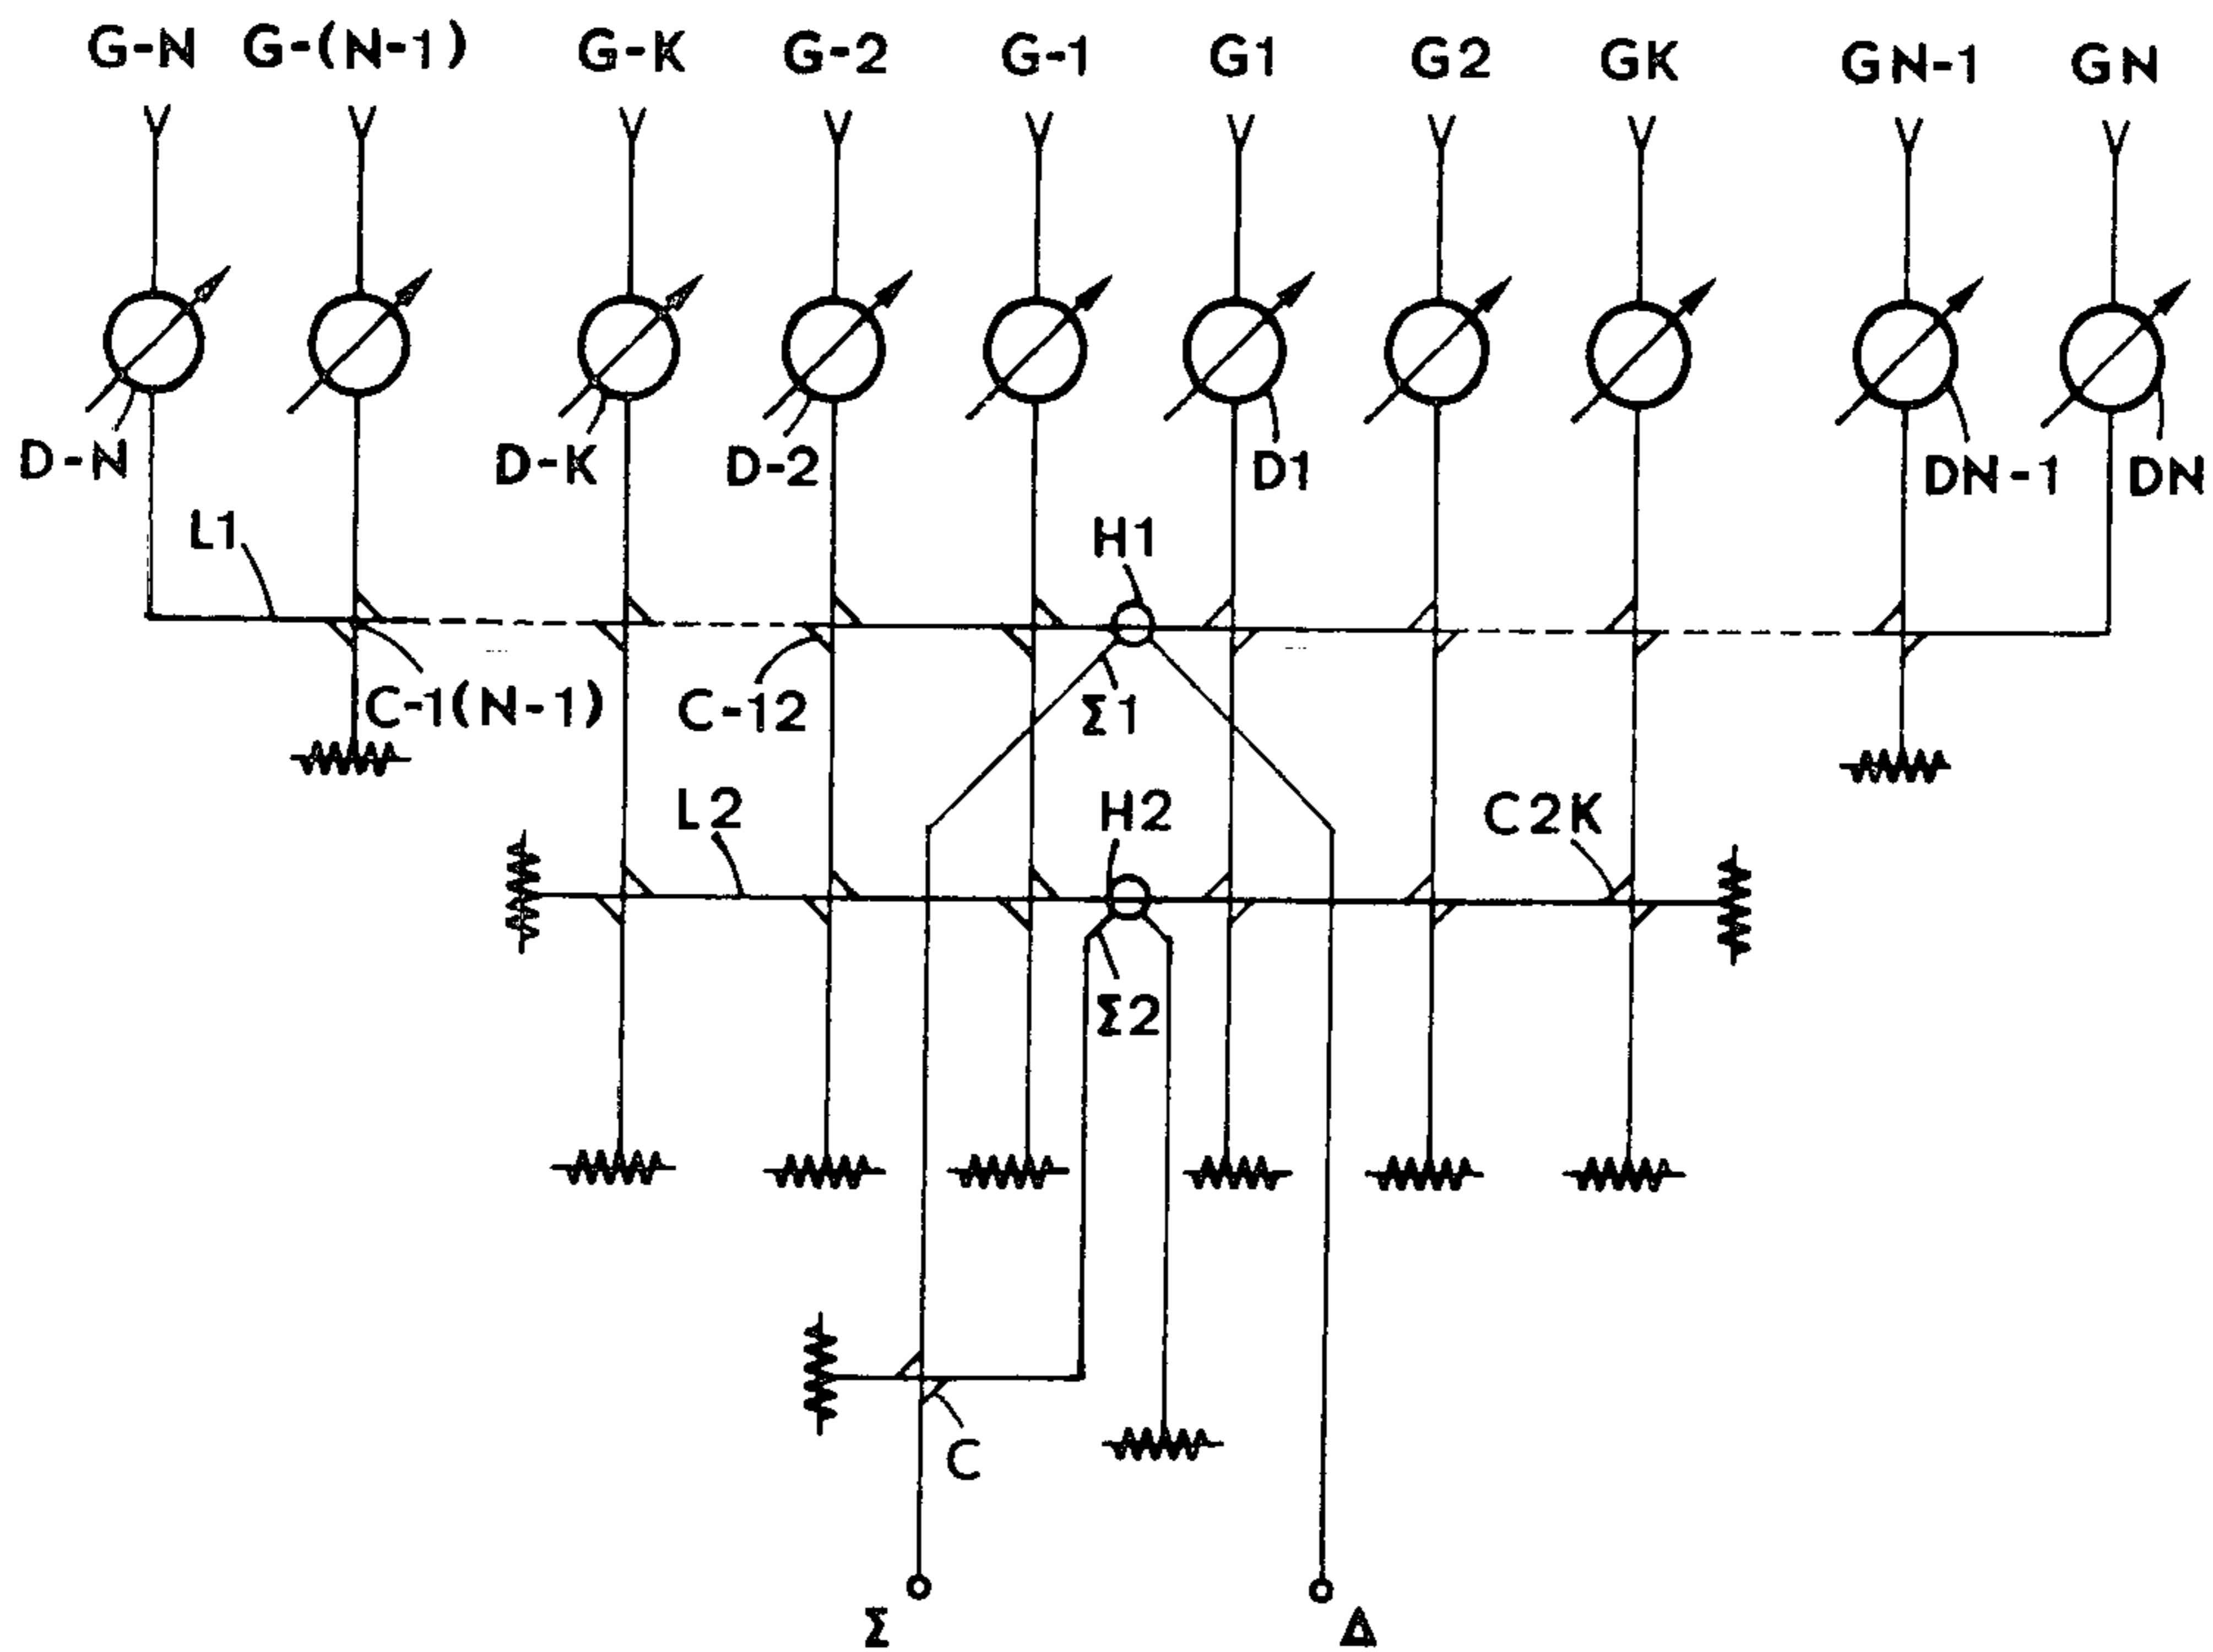 G-N G-(N-1) G-K G-2 G-1 G1 G2 GK GN-1 GN
D-N D-K D-2 D1 DN-1 DN
L1 H1
C-1(N-1) C-12 Σ1
L2 H2 C2K
Σ2
C
Σ Δ